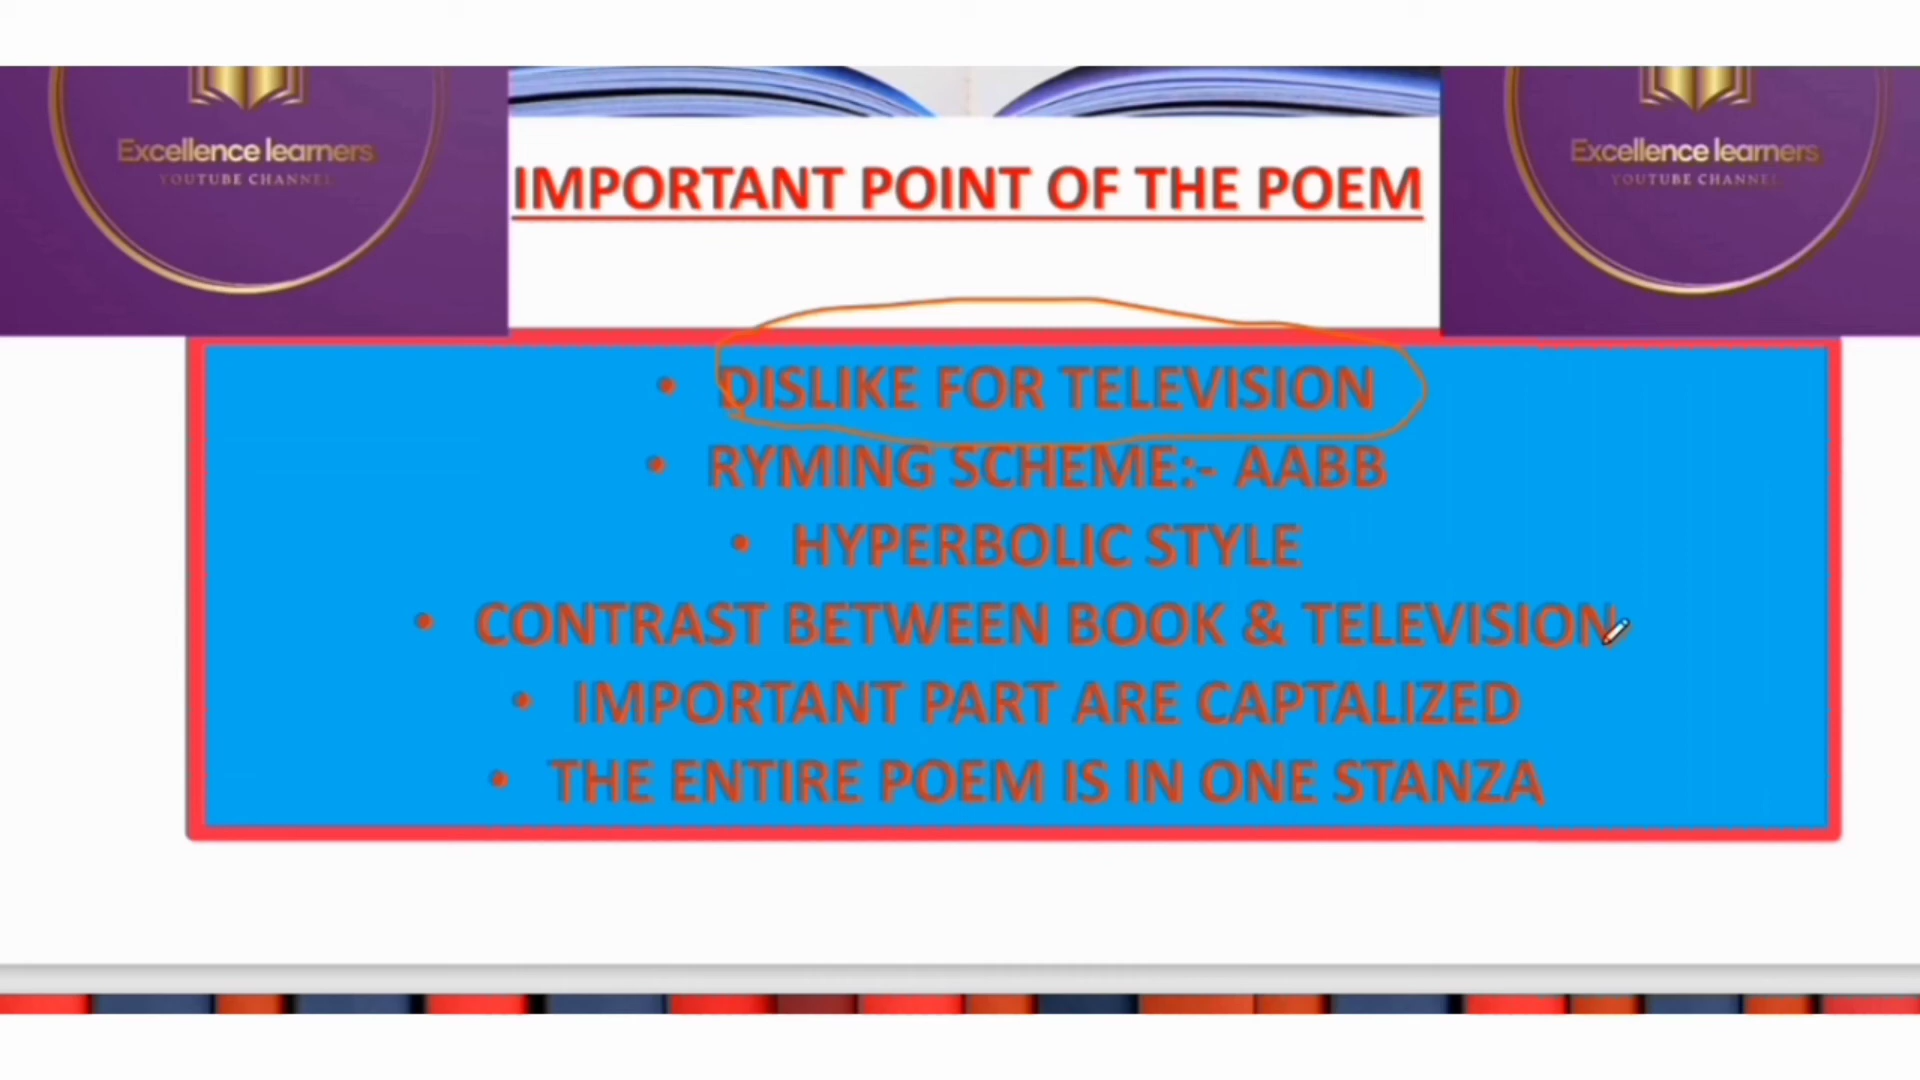 Excellence learners
YOUTUBE CHANNEL
Excellence learners
YOUTUBE CHANNEL
IMPORTANT POINT OF THE POEM
• DISLIKE FOR TELEVISION
• RYMING SCHEME:- AABB
• HYPERBOLIC STYLE
• CONTRAST BETWEEN BOOK & TELEVISION
• IMPORTANT PART ARE CAPTALIZED
• THE ENTIRE POEM IS IN ONE STANZA